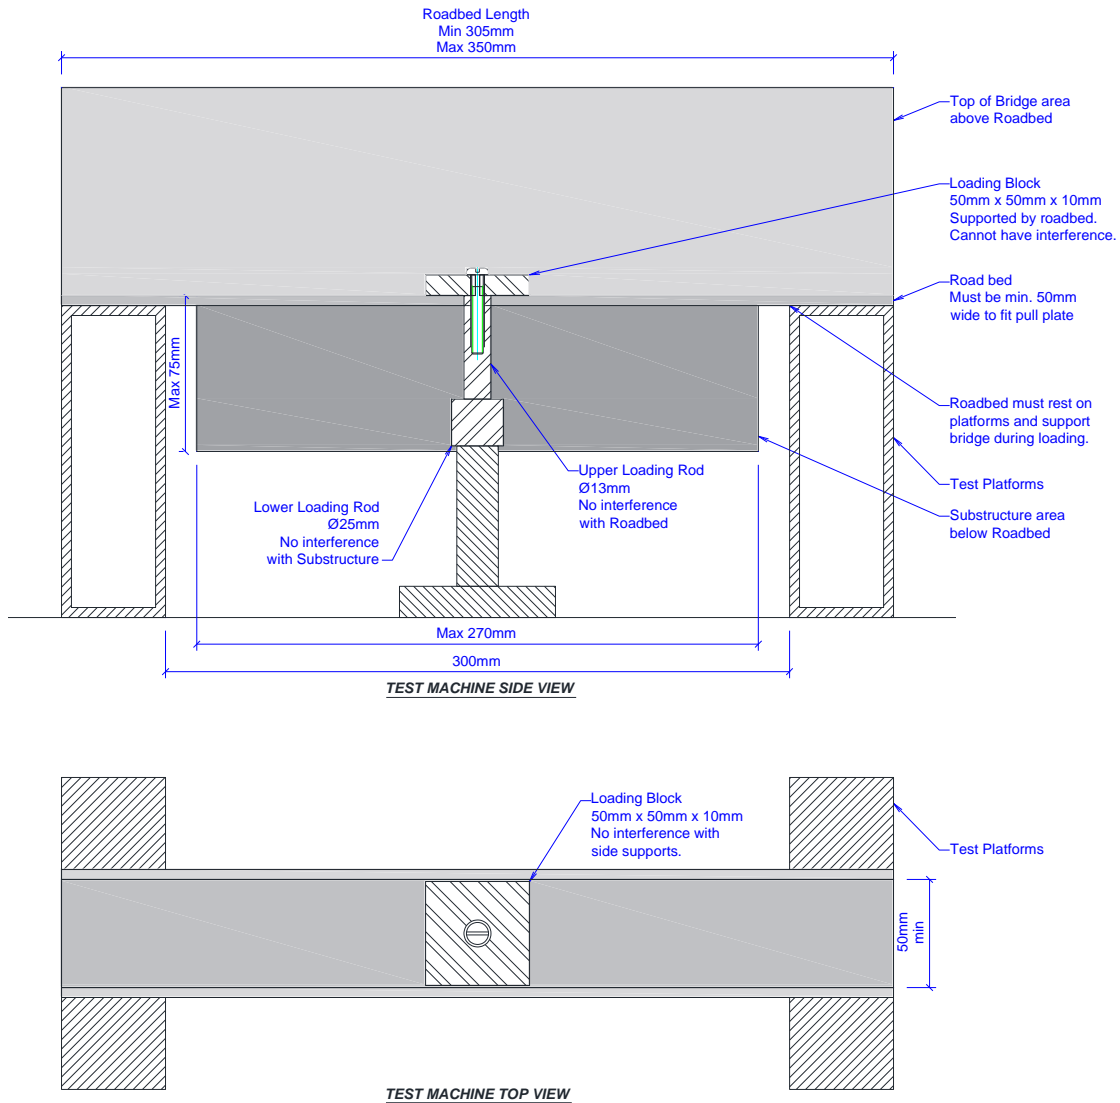 Roadbed Length
Min 305mm
Max 350mm
Top of Bridge area
above Roadbed
Loading Block
50mm x 50mm x 10mm
Supported by roadbed.
Cannot have interference.
Road bed
Must be min. 50mm
wide to fit pull plate
Max 75mm
Roadbed must rest on
platforms and support
bridge during loading.
Upper Loading Rod
Ø13mm
No interference
with Roadbed
Test Platforms
Lower Loading Rod
Ø25mm
No interference
with Substructure
Substructure area
below Roadbed
Max 270mm
300mm
TEST MACHINE SIDE VIEW
Loading Block
50mm x 50mm x 10mm
No interference with
side supports.
Test Platforms
50mm
min
TEST MACHINE TOP VIEW